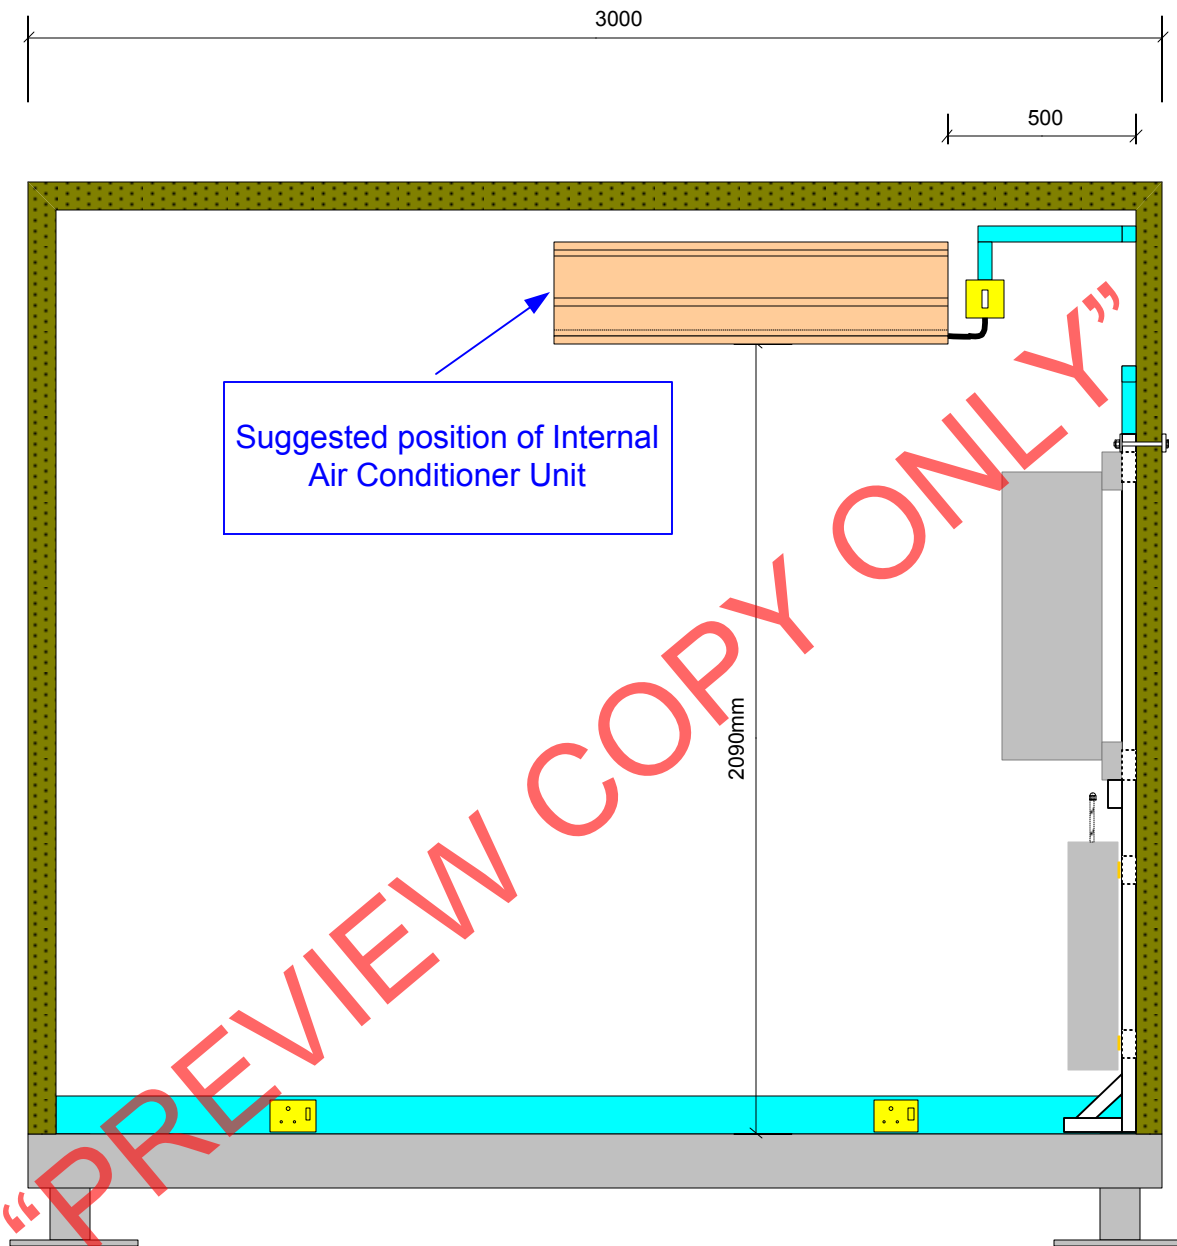 3000
500
Suggested position of Internal
Air Conditioner Unit
2090mm
“PREVIEW COPY ONLY”